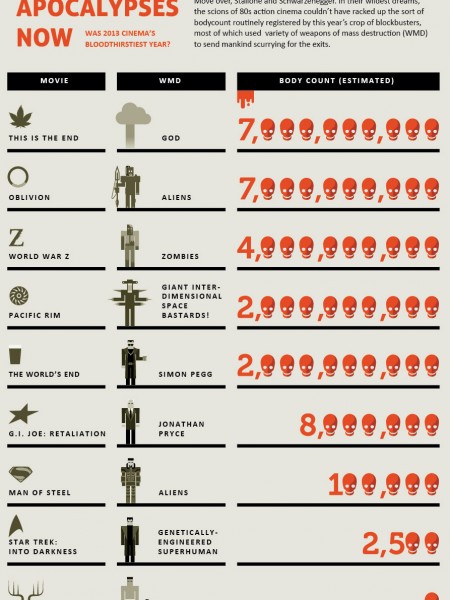 APOCALYPSES
NOW
WAS 2013 CINEMA'S
BLOODTHIRSTIEST YEAR?
Move over, Stallone and Schwarzenegger. In their wildest dreams,
the scions of 80s action cinema couldn't have racked up the sort of
bodycount routinely registered by this year's crop of blockbusters,
most of which used variety of weapons of mass destruction (WMD)
to send mankind scurrying for the exits.
MOVIE WMD BODY COUNT (ESTIMATED)
THIS IS THE END GOD 7,000,000,000
OBLIVION ALIENS 7,000,000,000
Z
WORLD WAR Z ZOMBIES 4,000,000,000
GIANT INTER-
DIMENSIONAL
SPACE
PACIFIC RIM BASTARDS! 2,000,000,000
THE WORLD'S END SIMON PEGG 2,000,000,000
G.I. JOE: RETALIATION JONATHAN
PRYCE 8,000,000
S
MAN OF STEEL ALIENS 10,000
STAR TREK:
INTO DARKNESS GENETICALLY-
ENGINEERED
SUPERHUMAN 2,500